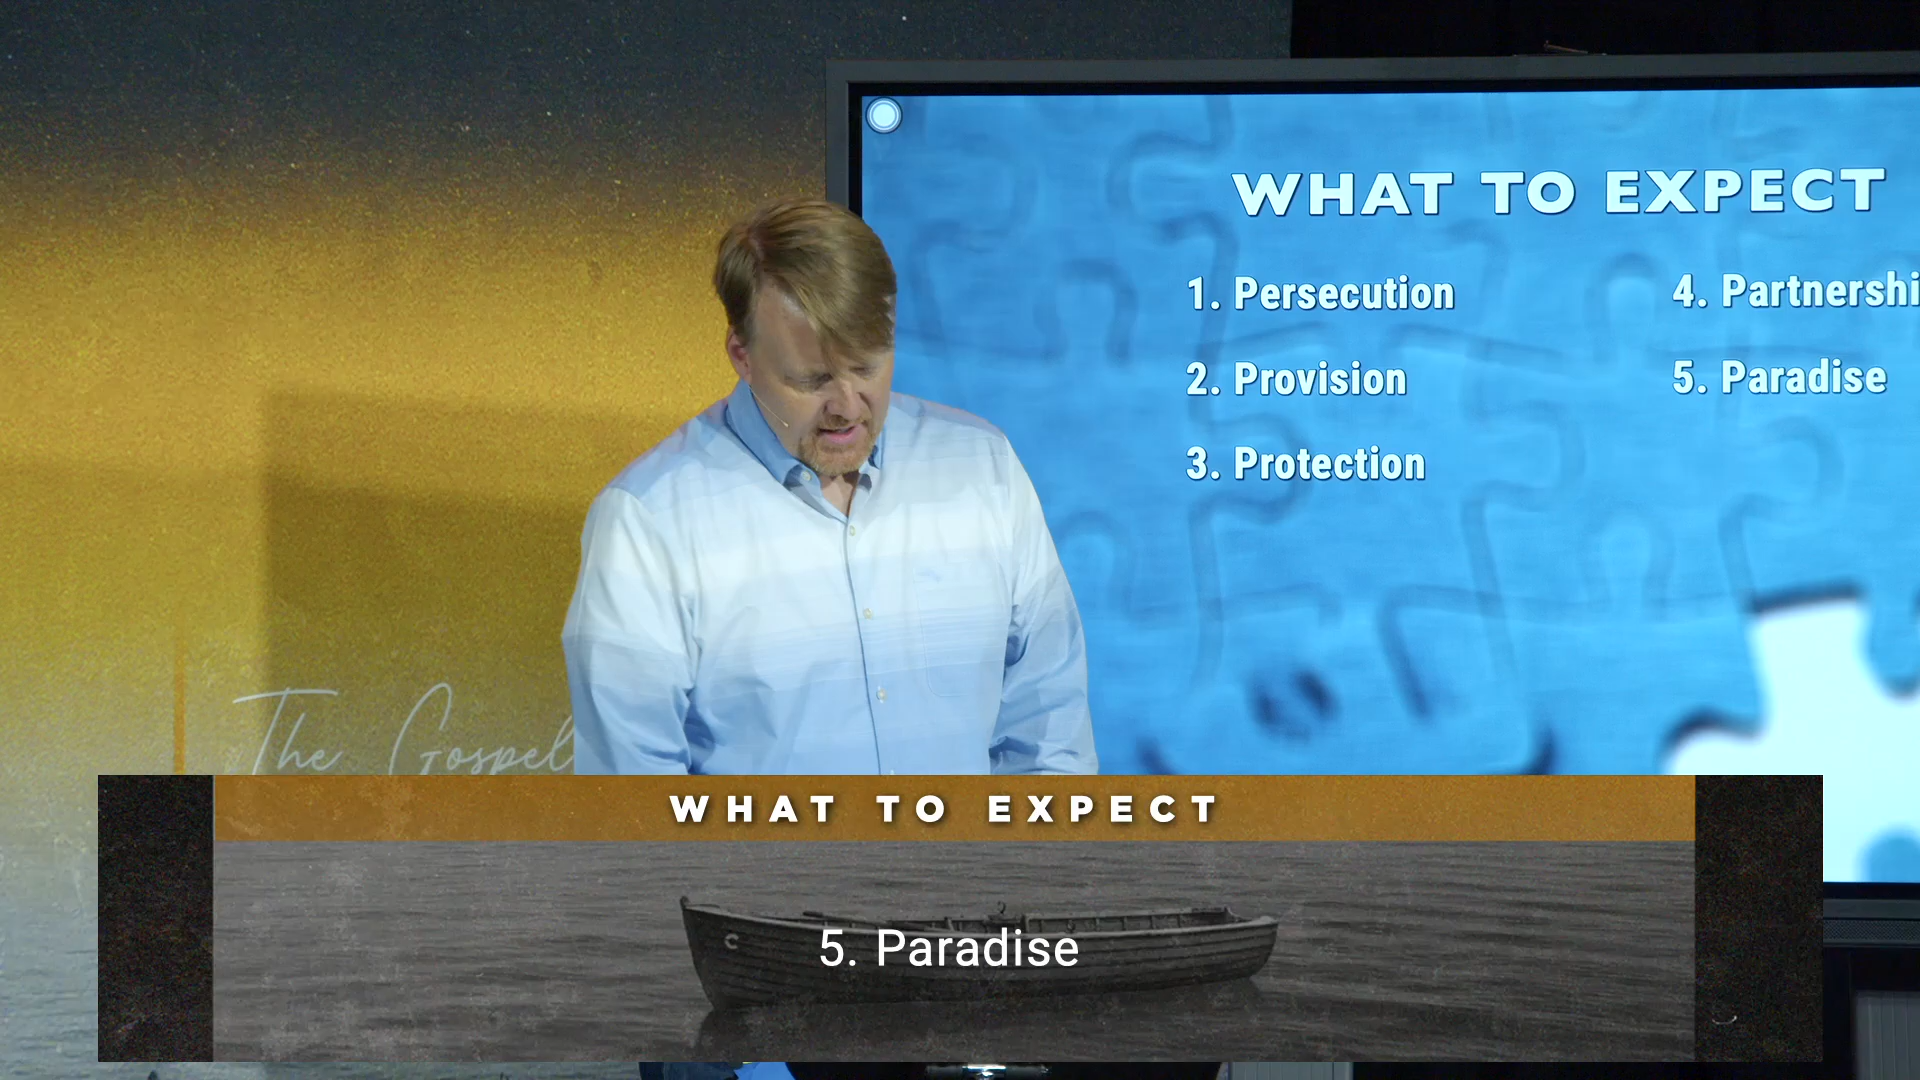 WHAT TO EXPECT
1. Persecution
2. Provision
3. Protection
4. Partnershi
5. Paradise
The Gospel
WHAT TO EXPECT
5. Paradise